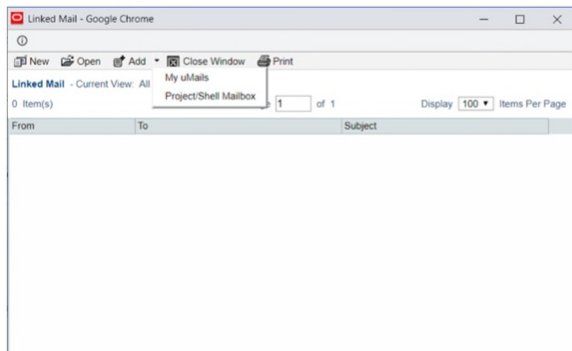 Linked Mail - Google Chrome
New Open Add Close Window Print
My uMails
Project/Shell Mailbox
Linked Mail - Current View: All
0 Item(s) 1 of 1 Display 100 Items Per Page
From To Subject